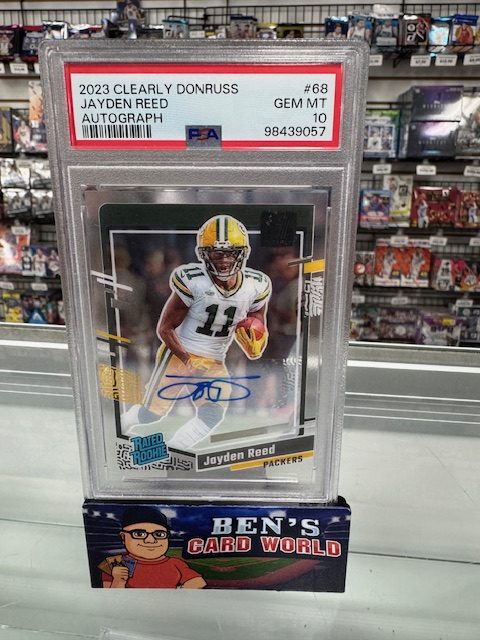 2023 CLEARLY DONRUSS #68
JAYDEN REED GEM MT
AUTOGRAPH 10
PSA 98439057
11
11
RATED
ROOKIE
Jayden Reed
PACKERS
BEN'S
CARD WORLD